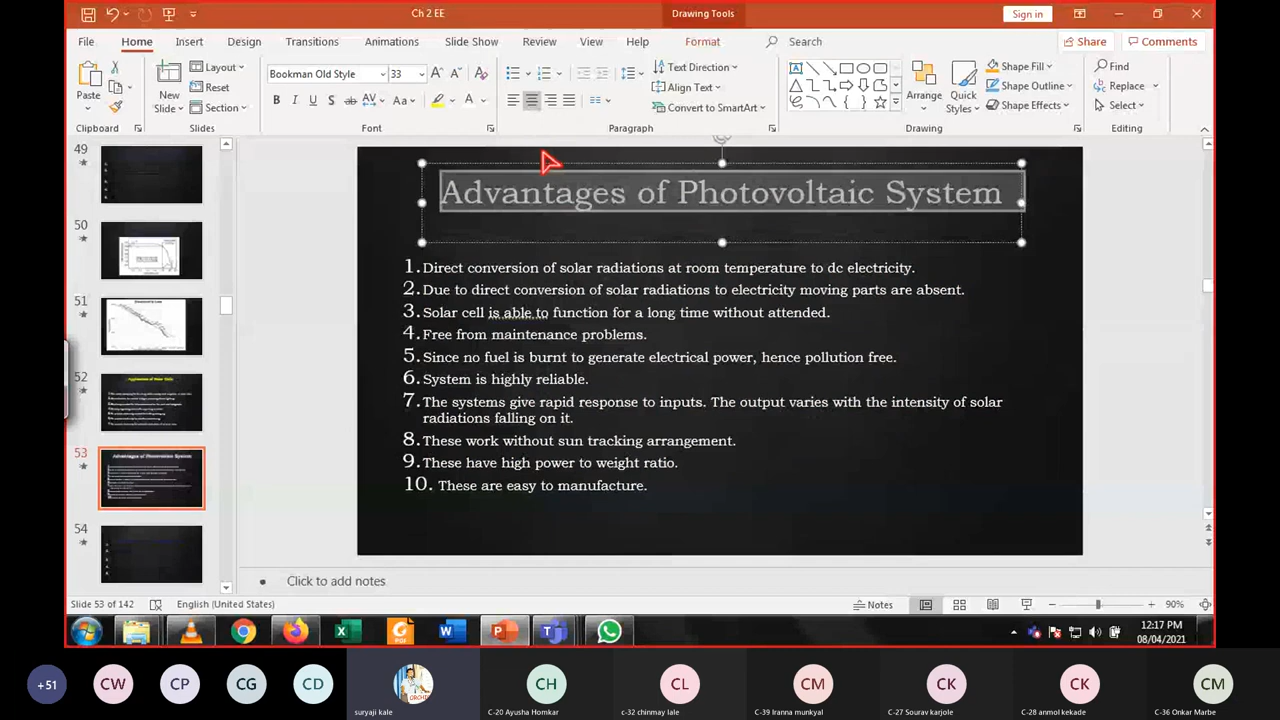 Ch 2 EE
Drawing Tools
Sign in
File Home Insert Design Transitions Animations Slide Show Review View Help Format Search Share Comments
Paste
New Slide
Layout
Reset
Section
Bookman Old Style 33
B I U S ab AV Aa A
Text Direction
Align Text
Convert to SmartArt
Arrange
Quick Styles
Shape Fill
Shape Outline
Shape Effects
Find
Replace
Select
Clipboard Slides Font Paragraph Drawing Editing
49
50
51
52
53
54
Advantages of Photovoltaic System
1. Direct conversion of solar radiations at room temperature to dc electricity.
2. Due to direct conversion of solar radiations to electricity moving parts are absent.
3. Solar cell is able to function for a long time without attended.
4. Free from maintenance problems.
5. Since no fuel is burnt to generate electrical power, hence pollution free.
6. System is highly reliable.
7. The systems give rapid response to inputs. The output varies with the intensity of solar
radiations falling on it.
8. These work without sun tracking arrangement.
9. These have high power to weight ratio.
10. These are easy to manufacture.
Click to add notes
Slide 53 of 142 English (United States) Notes 90%
12:17 PM
08/04/2021
+51 CW CP CG CD CH CL CM CK CK CM
suryaji kale C-20 Ayusha Homkar c-32 chinmay lale C-39 Iranna munkyal C-27 Sourav karjole C-28 anmol kekade C-36 Onkar Marbe